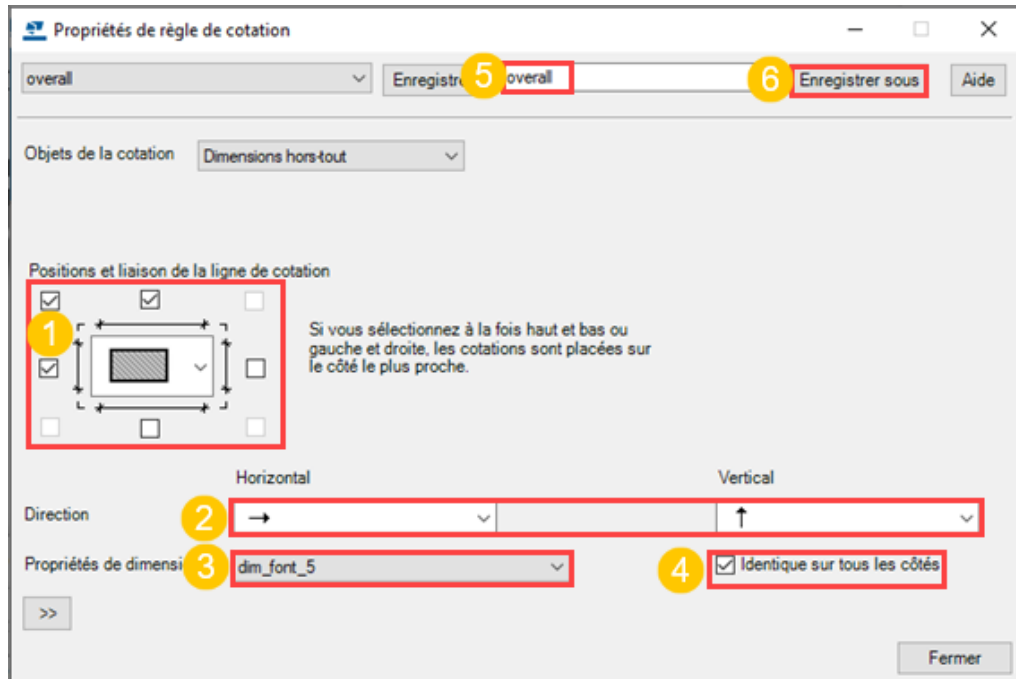 Propriétés de règle de cotation
overall Enregistre 5 overall 6 Enregistrer sous Aide
Objets de la cotation Dimensions hors-tout
Positions et liaison de la ligne de cotation
1
Si vous sélectionnez à la fois haut et bas ou
gauche et droite, les cotations sont placées sur
le côté le plus proche.
Horizontal Vertical
Direction 2
Propriétés de dimensi 3 dim_font_5 4 Identique sur tous les côtés
>>
Fermer